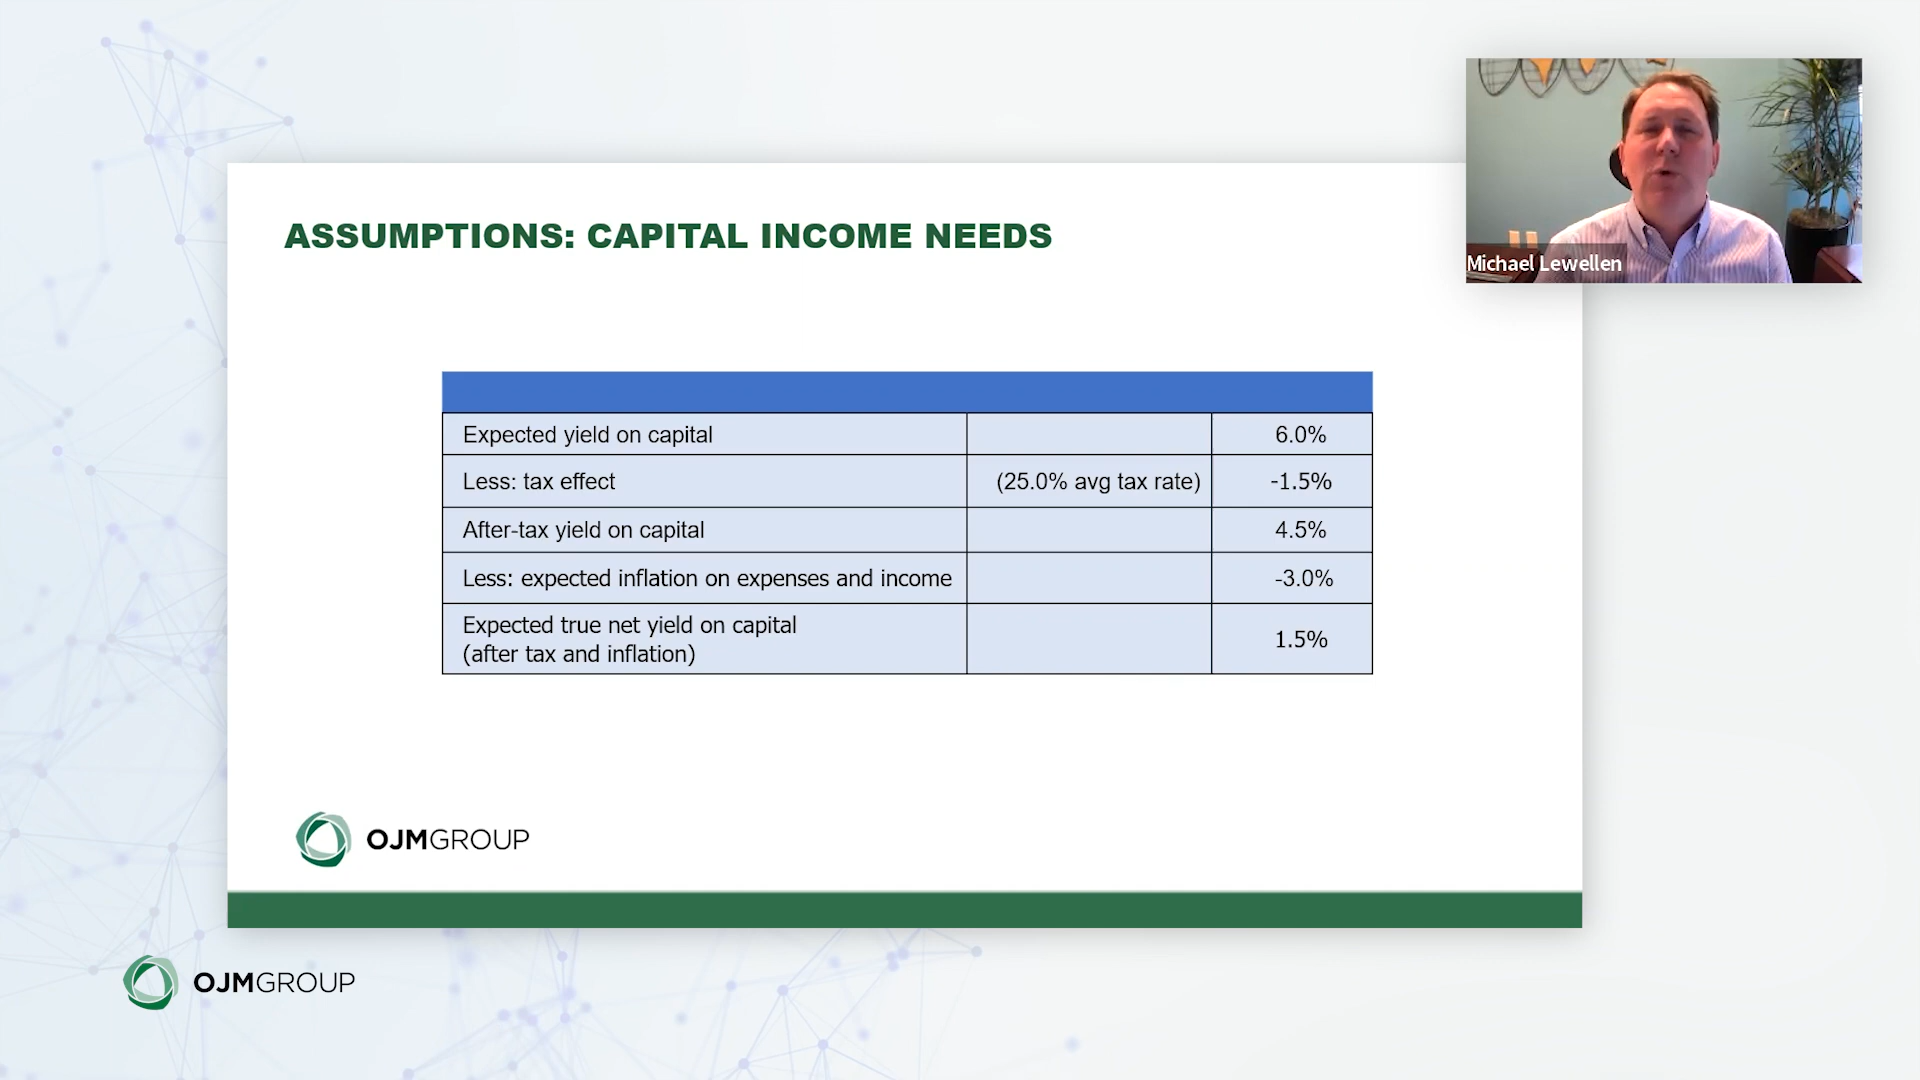 ASSUMPTIONS: CAPITAL INCOME NEEDS
Michael Lewellen
Expected yield on capital 6.0%
Less: tax effect (25.0% avg tax rate) -1.5%
After-tax yield on capital 4.5%
Less: expected inflation on expenses and income -3.0%
Expected true net yield on capital
(after tax and inflation) 1.5%
OJMGROUP
OJMGROUP